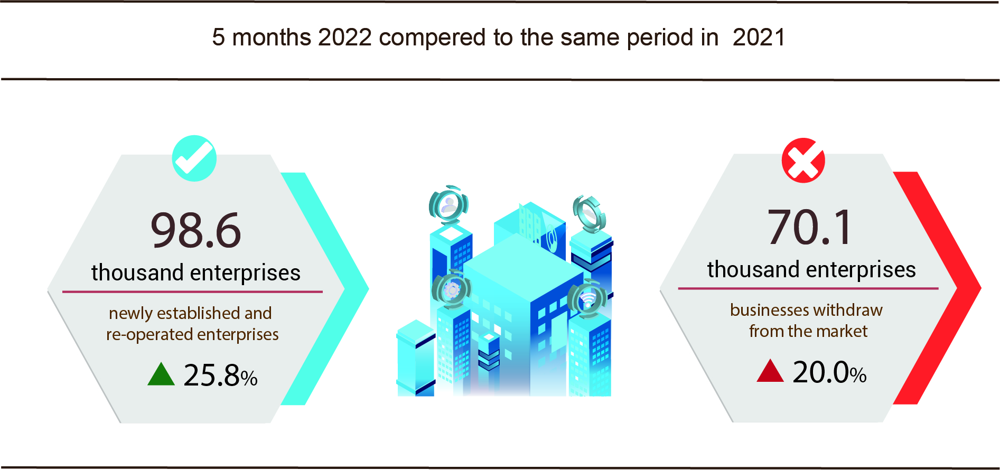 5 months 2022 compered to the same period in 2021
98.6
thousand enterprises
newly established and
re-operated enterprises
25.8%
70.1
thousand enterprises
businesses withdraw
from the market
20.0%